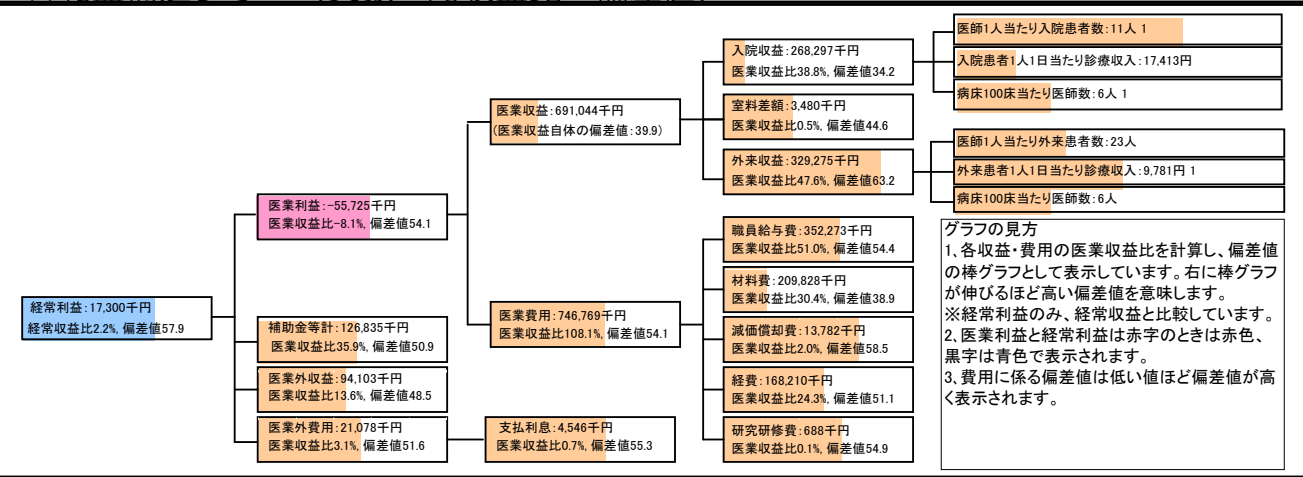 経常利益:17,300千円
経常収益比2.2%, 偏差値57.9
医業利益:-55,725千円
医業収益比-8.1%, 偏差値54.1
補助金等計:126,835千円
医業収益比35.9%, 偏差値50.9
医業外収益:94,103千円
医業収益比13.6%, 偏差値48.5
医業外費用:21,078千円
医業収益比3.1%, 偏差値51.6
医業収益:691,044千円
(医業収益自体の偏差値:39.9)
医業費用:746,769千円
医業収益比108.1%, 偏差値54.1
支払利息:4,546千円
医業収益比0.7%, 偏差値55.3
入院収益:268,297千円
医業収益比38.8%, 偏差値34.2
室料差額:3,480千円
医業収益比0.5%, 偏差値44.6
外来収益:329,275千円
医業収益比47.6%, 偏差値63.2
職員給与費:352,273千円
医業収益比51.0%, 偏差値54.4
材料費:209,828千円
医業収益比30.4%, 偏差値38.9
減価償却費:13,782千円
医業収益比2.0%, 偏差値58.5
経費:168,210千円
医業収益比24.3%, 偏差値51.1
研究研修費:688千円
医業収益比0.1%, 偏差値54.9
医師1人当たり入院患者数:11人 1
入院患者1人1日当たり診療収入:17,413円
病床100床当たり医師数:6人 1
医師1人当たり外来患者数:23人
外来患者1人1日当たり診療収入:9,781円 1
病床100床当たり医師数:6人
グラフの見方
1、各収益・費用の医業収益比を計算し、偏差値
の棒グラフとして表示しています。右に棒グラフ
が伸びるほど高い偏差値を意味します。
※経常利益のみ、経常収益と比較しています。
2、医業利益と経常利益は赤字のときは赤色、
黒字は青色で表示されます。
3、費用に係る偏差値は低い値ほど偏差値が高
く表示されます。